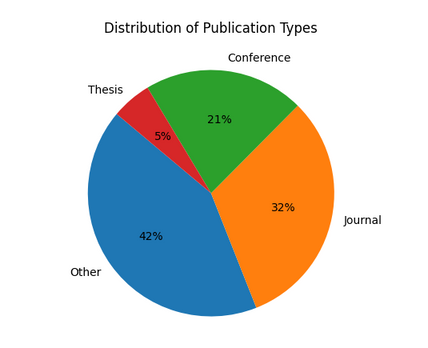 Distribution of Publication Types
Conference
Thesis
21%
5%
32%
Journal
42%
Other